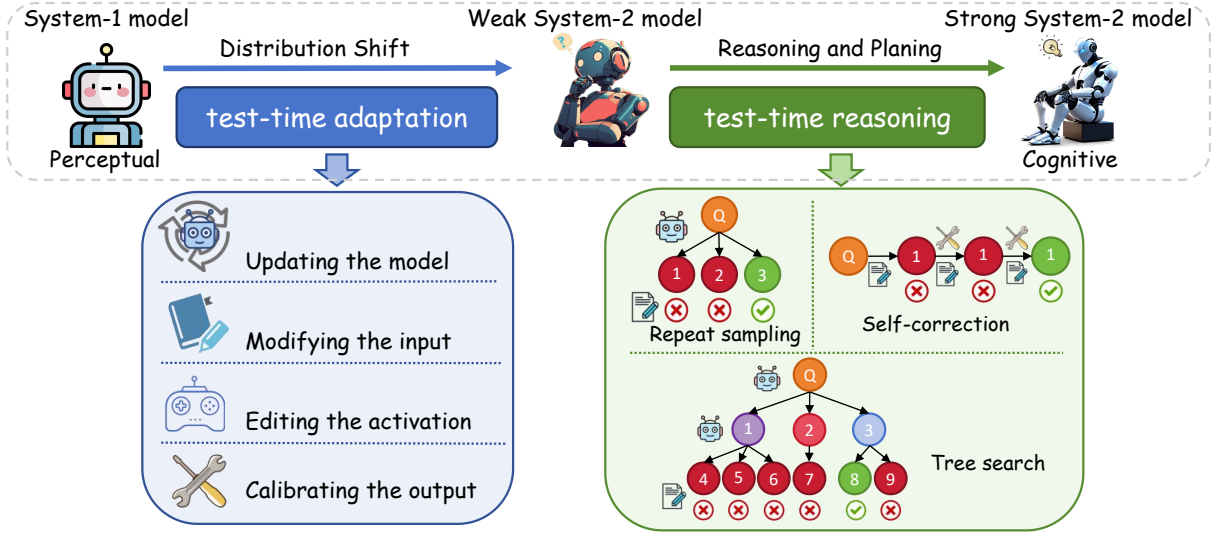 System-1 model
Weak System-2 model
Strong System-2 model
Distribution Shift
Reasoning and Planing
test-time adaptation
test-time reasoning
?
Perceptual
Cognitive
Updating the model
Modifying the input
Editing the activation
Calibrating the output
Q
1 2 3
Repeat sampling
Q 1 1 1
Self-correction
Q
1 2 3
4 5 6 7 8 9
Tree search